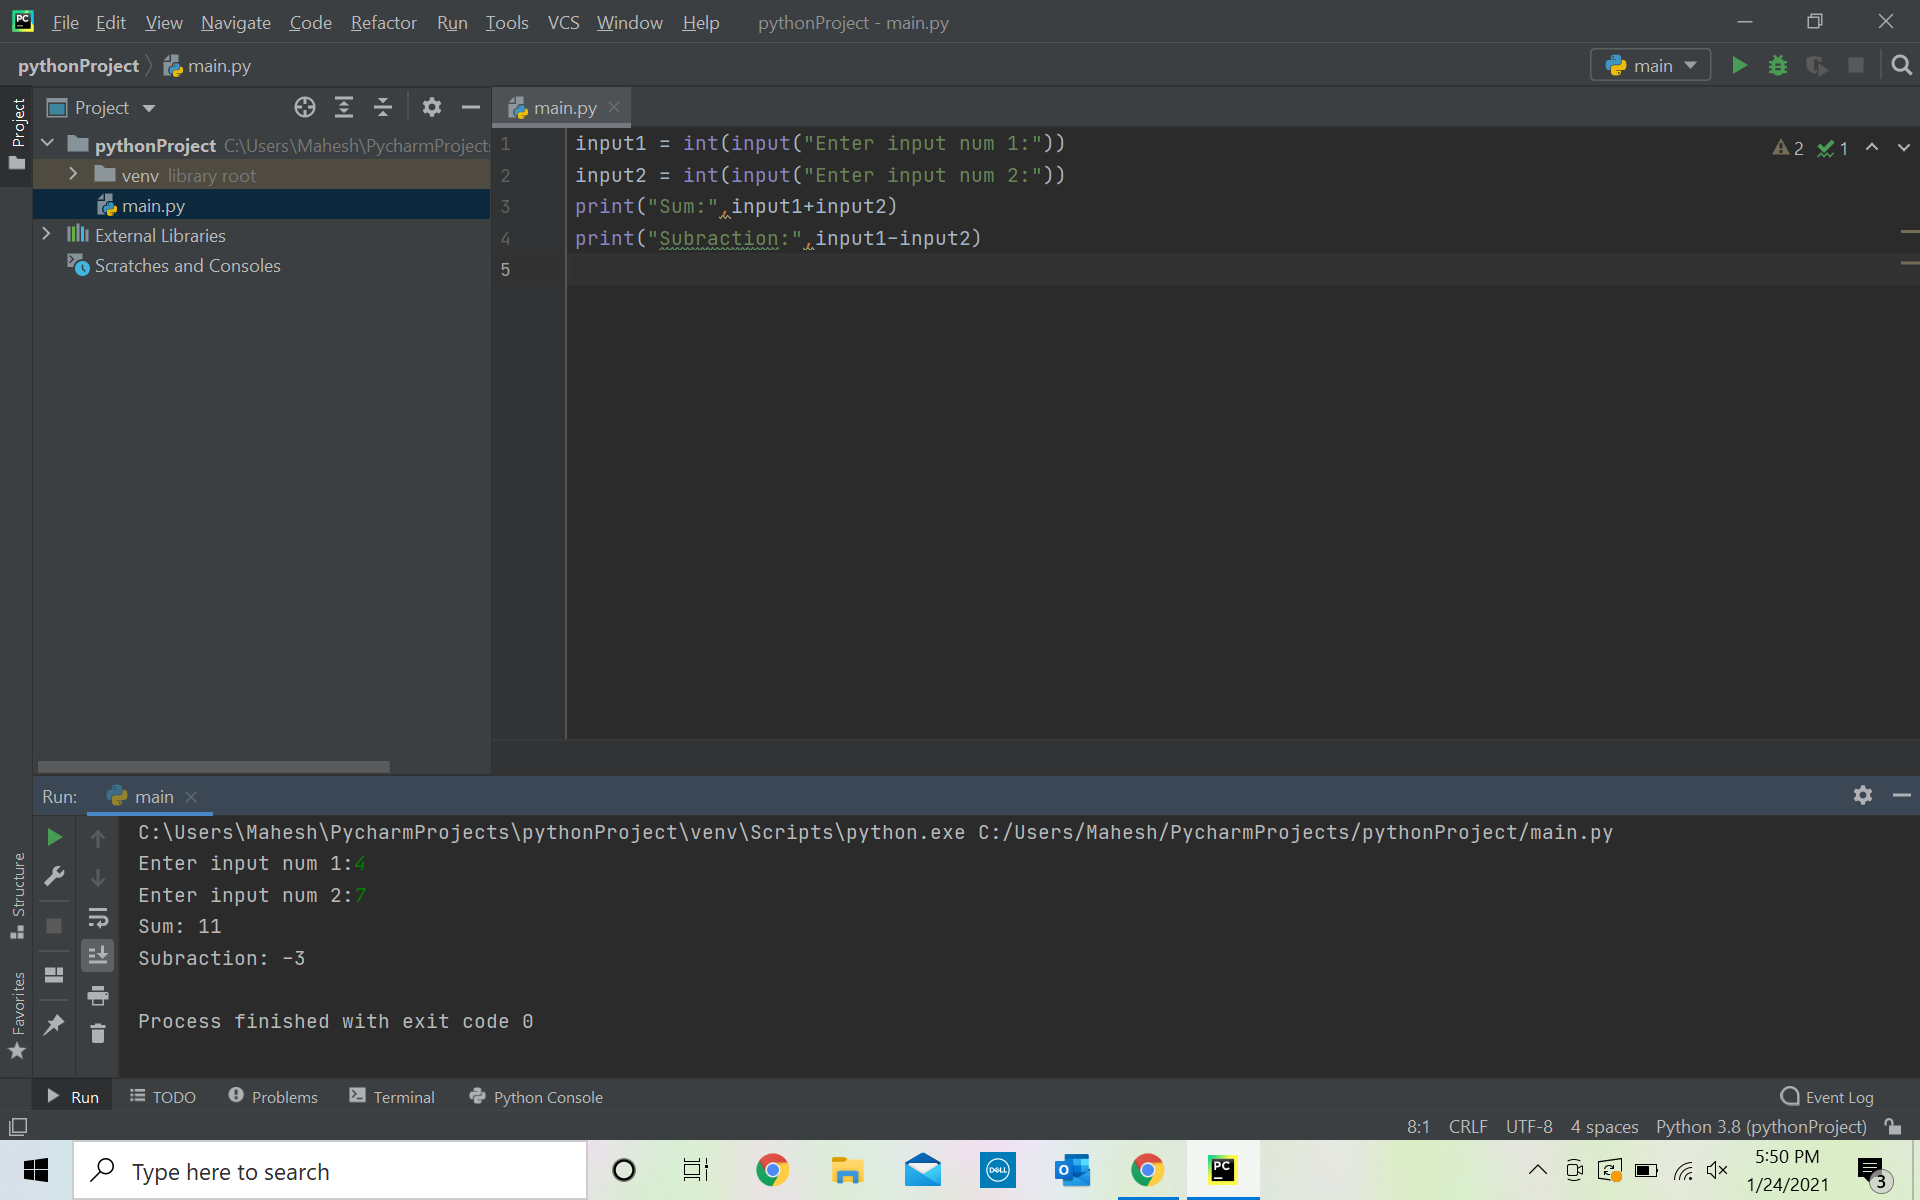 PC File Edit View Navigate Code Refactor Run Tools VCS Window Help pythonProject - main.py
pythonProject main.py main
Project
Project main.py
pythonProject C:\Users\Mahesh\PycharmProject:
venv library root
main.py
External Libraries
Scratches and Consoles
1 input1 = int(input("Enter input num 1:"))
2 input2 = int(input("Enter input num 2:"))
3 print("Sum:",input1+input2)
4 print("Subraction:",input1-input2)
5
2 1
Run: main
C:\Users\Mahesh\PycharmProjects\pythonProject\venv\Scripts\python.exe C:/Users/Mahesh/PycharmProjects/pythonProject/main.py
Enter input num 1:4
Enter input num 2:7
Sum: 11
Subraction: -3
Process finished with exit code 0
Structure
Favorites
Run TODO Problems Terminal Python Console Event Log
8:1 CRLF UTF-8 4 spaces Python 3.8 (pythonProject)
Type here to search
DELL
O
PC
5:50 PM
1/24/2021
3